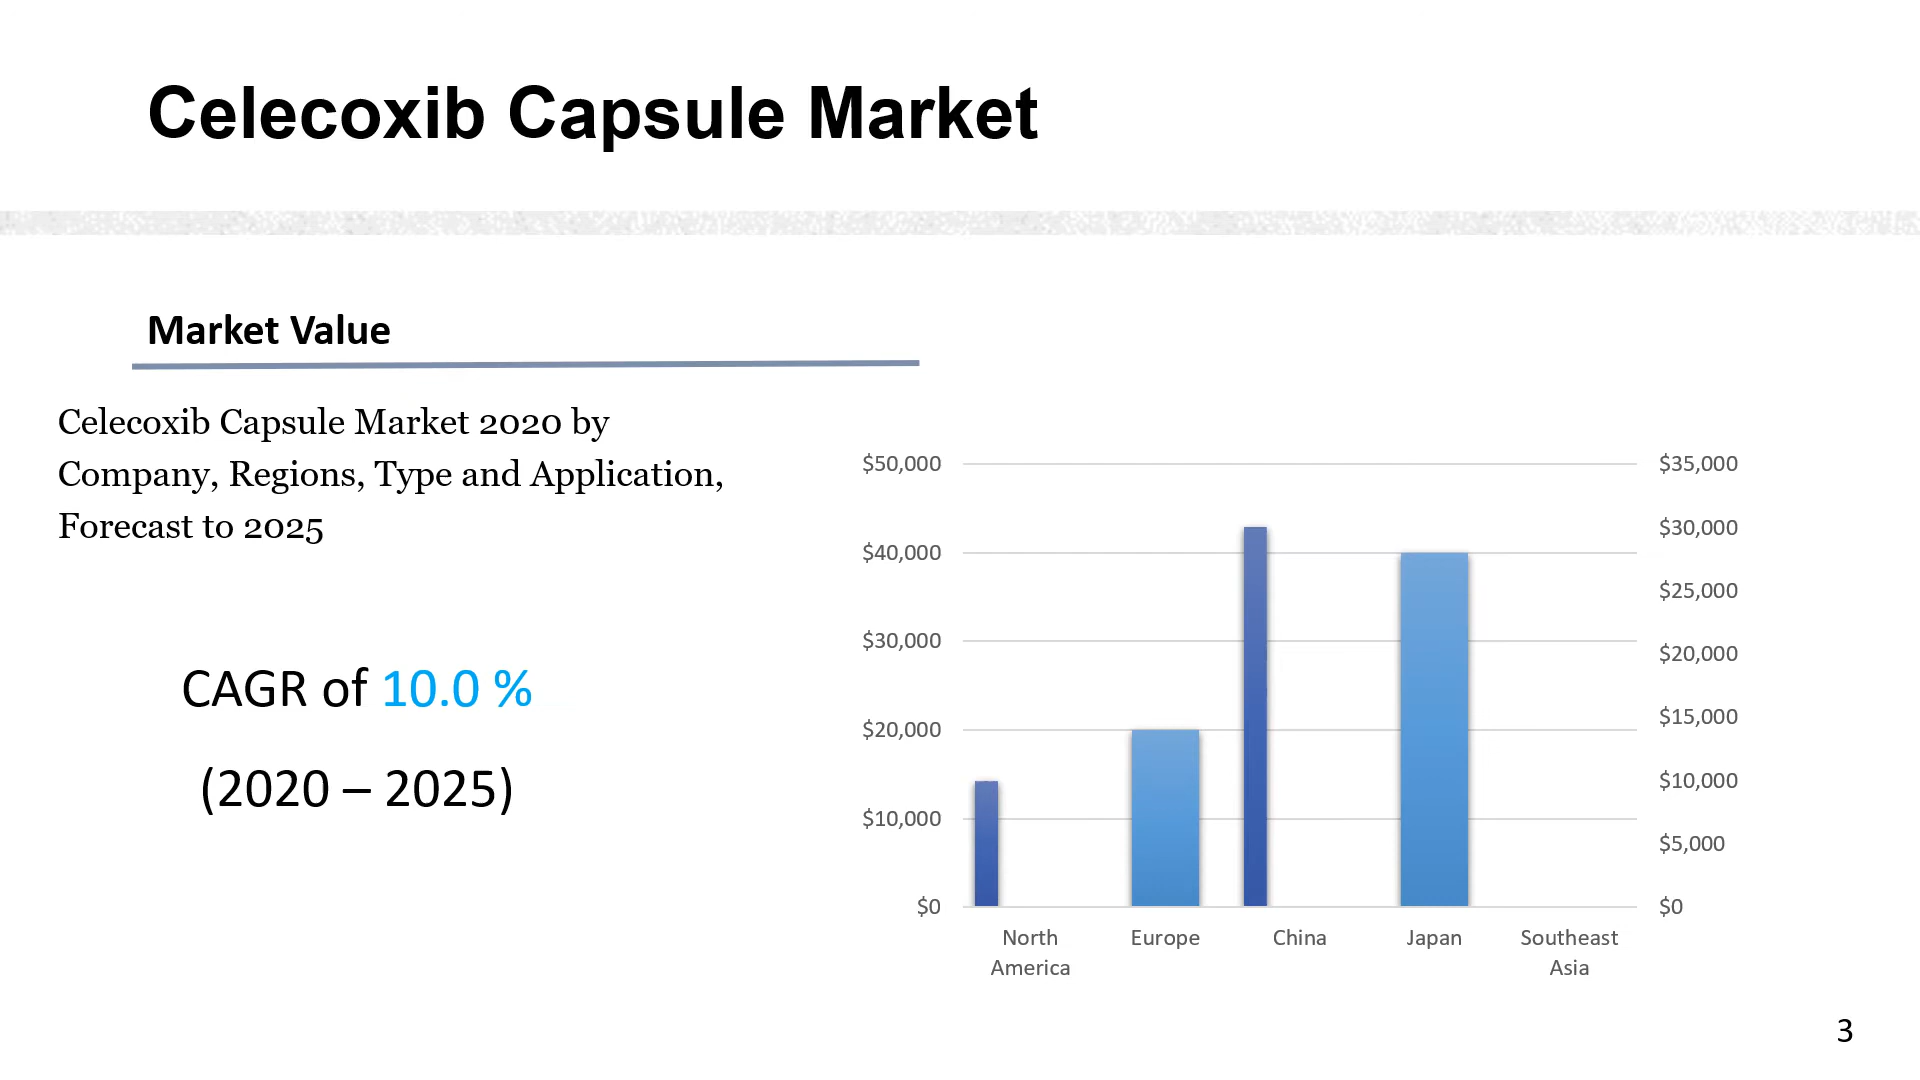 Celecoxib Capsule Market
Market Value
Celecoxib Capsule Market 2020 by
Company, Regions, Type and Application,
Forecast to 2025
CAGR of 10.0 %
(2020 – 2025)
$50,000
$40,000
$30,000
$20,000
$10,000
$0
$35,000
$30,000
$25,000
$20,000
$15,000
$10,000
$5,000
$0
North
America
Europe
China
Japan
Southeast
Asia
3